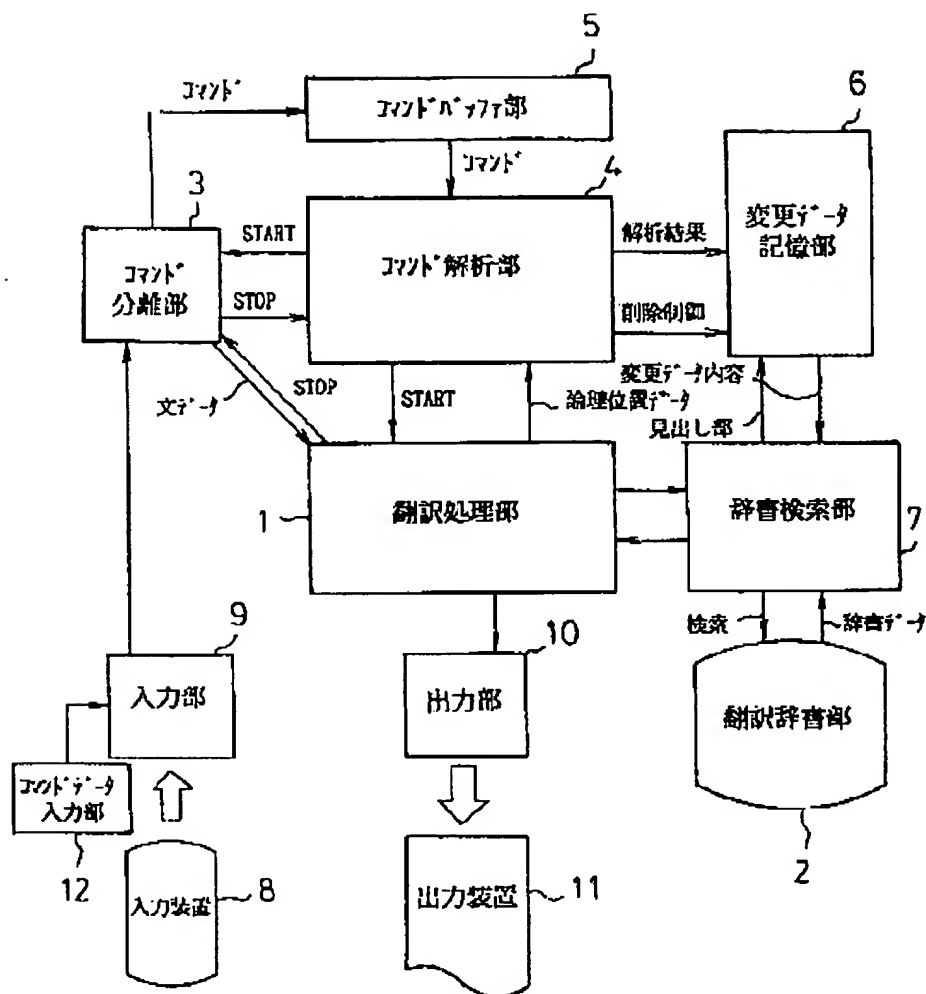 5
コマンド
コマンドバッファ部
6
コマンド
4
3
変更データ
記憶部
START
解析結果
コマンド
分離部
コマンド解析部
STOP
削除制御
変更データ内容
文データ
STOP
START
論理位置データ
見出し部
1
翻訳処理部
辞書検索部
7
検索
辞書データ
9
10
入力部
出力部
翻訳辞書部
コマンドデータ
入力部
12
8
入力装置
出力装置
11
2